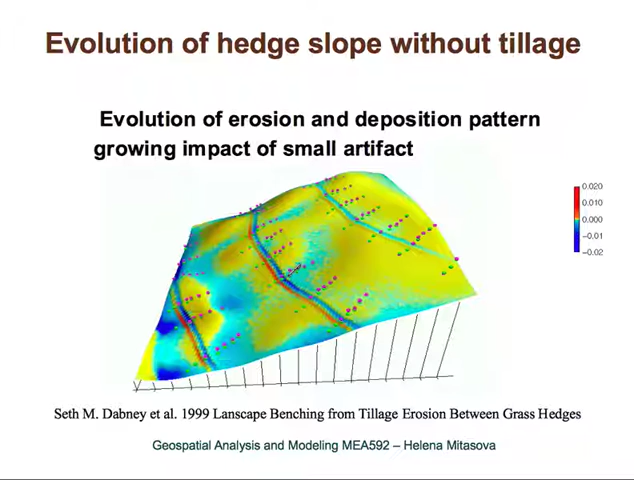 Evolution of hedge slope without tillage
Evolution of erosion and deposition pattern
growing impact of small artifact
0.020
0.010
0.000
−0.01
−0.02
Seth M. Dabney et al. 1999 Lanscape Benching from Tillage Erosion Between Grass Hedges
Geospatial Analysis and Modeling MEA592 – Helena Mitasova